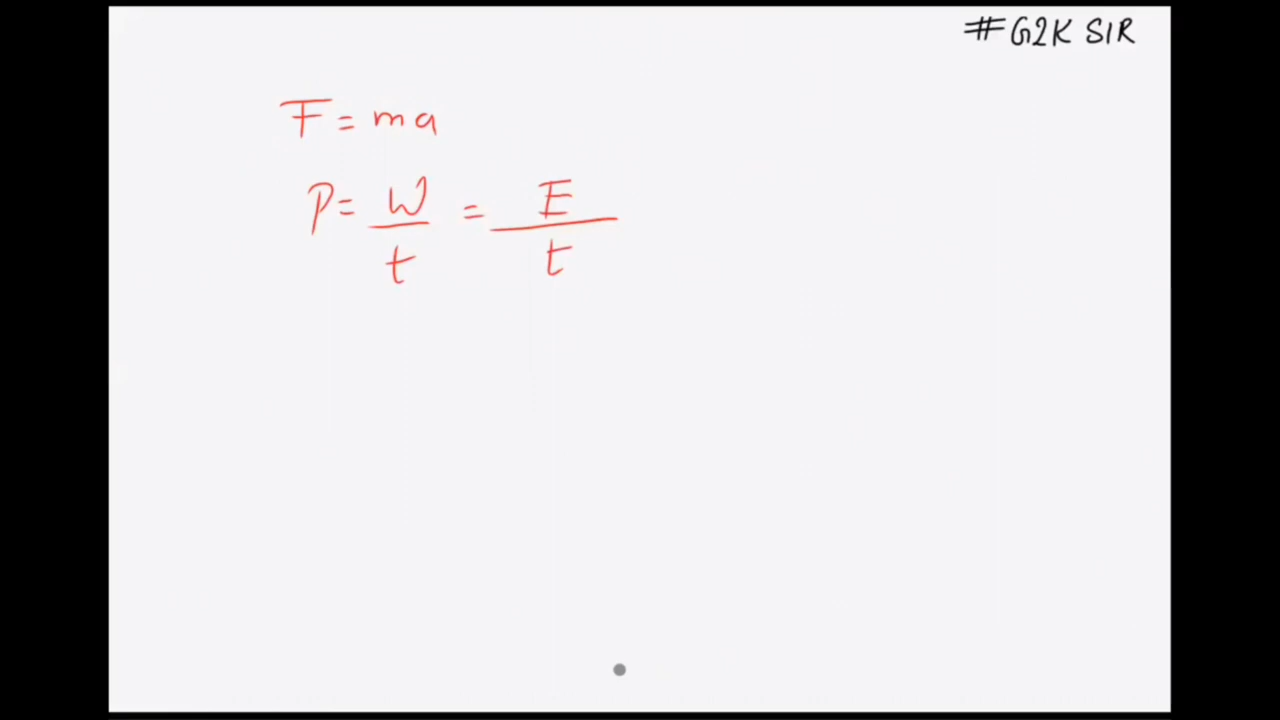 #G2K SIR
F = ma
P = W/t = E/t